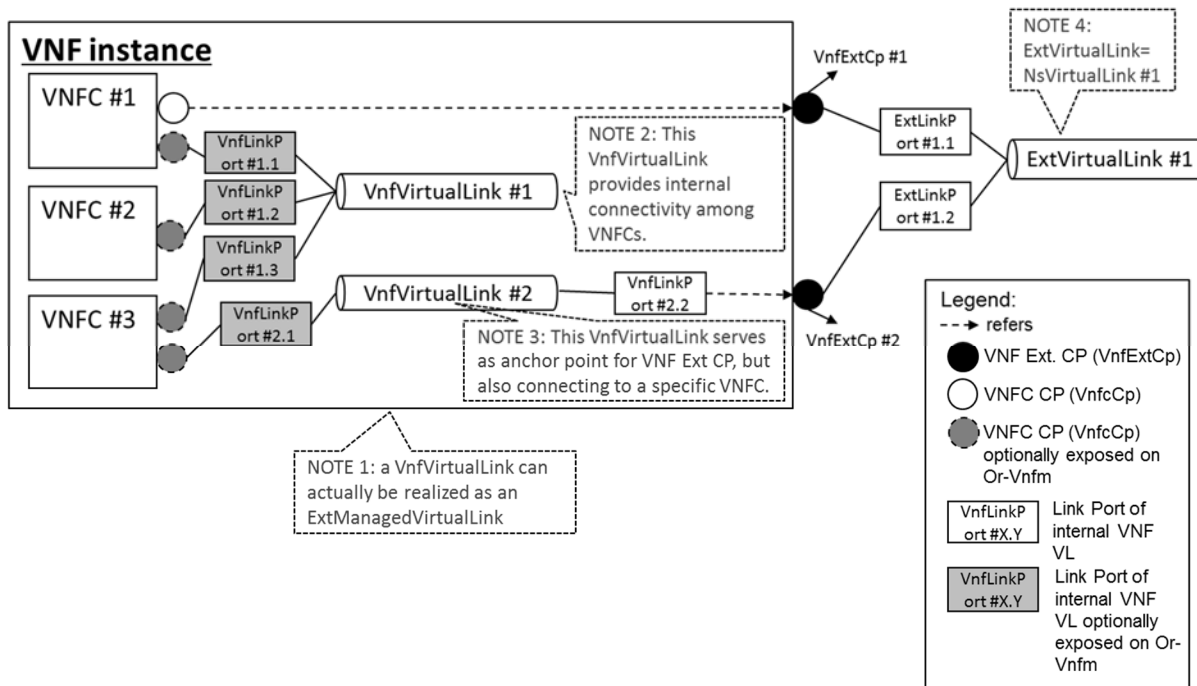 VNF instance
VNFC #1
VnfLinkP
ort #1.1
VNFC #2
VnfLinkP
ort #1.2
VnfLinkP
ort #1.3
VNFC #3
VnfLinkP
ort #2.1
VnfVirtualLink #1
NOTE 2: This
VnfVirtualLink
provides internal
connectivity among
VNFCs.
VnfVirtualLink #2
VnfLinkP
ort #2.2
NOTE 3: This VnfVirtualLink serves
as anchor point for VNF Ext CP, but
also connecting to a specific VNFC.
NOTE 1: a VnfVirtualLink can
actually be realized as an
ExtManagedVirtualLink
VnfExtCp #1
ExtLinkP
ort #1.1
ExtLinkP
ort #1.2
VnfExtCp #2
NOTE 4:
ExtVirtualLink=
NsVirtualLink #1
ExtVirtualLink #1
Legend:
refers
VNF Ext. CP (VnfExtCp)
VNFC CP (VnfcCp)
VNFC CP (VnfcCp)
optionally exposed on
Or-Vnfm
VnfLinkP
ort #X.Y
Link Port of
internal VNF
VL
VnfLinkP
ort #X.Y
Link Port of
internal VNF
VL optionally
exposed on Or-
Vnfm